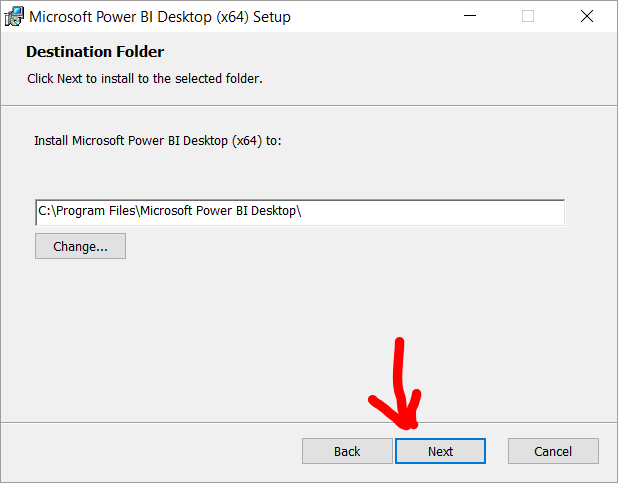 Microsoft Power BI Desktop (x64) Setup
Destination Folder
Click Next to install to the selected folder.
Install Microsoft Power BI Desktop (x64) to:
C:\Program Files\Microsoft Power BI Desktop\
Change...
Back Next Cancel